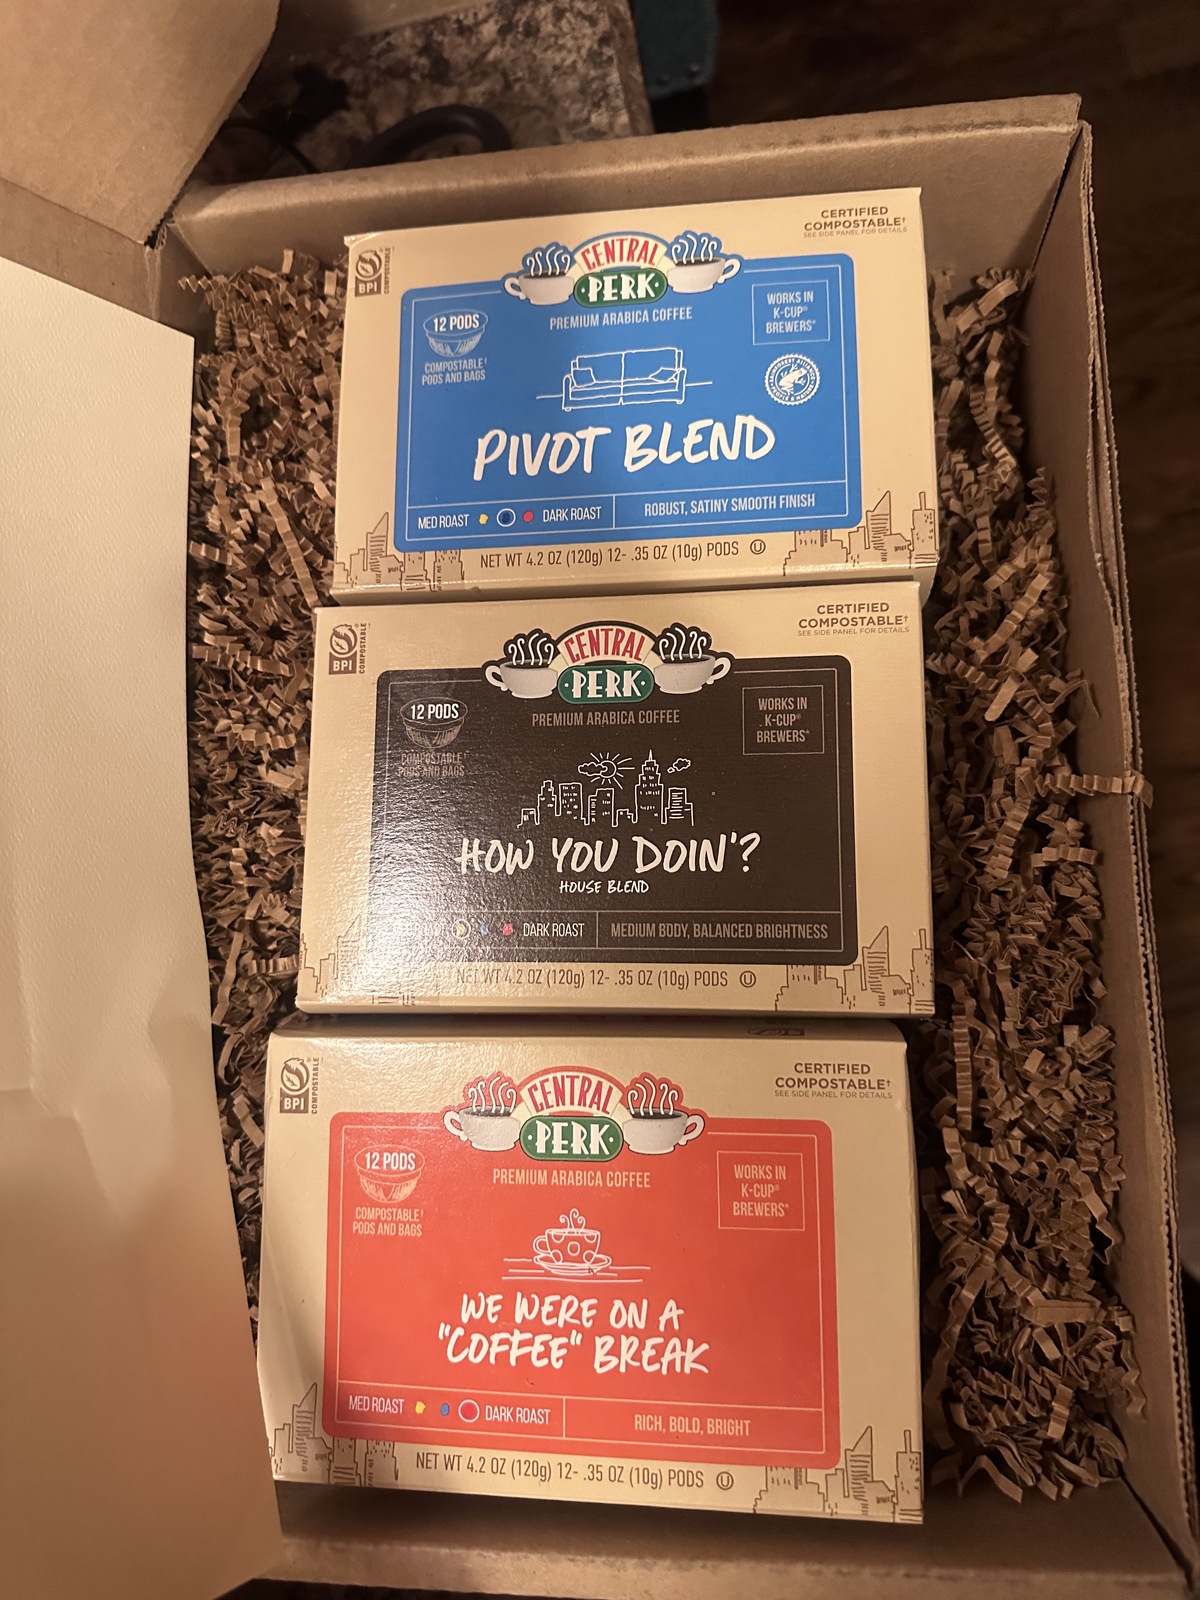 CERTIFIED
COMPOSTABLE†
SEE SIDE PANEL FOR DETAILS
BPI
COMPOSTABLE
CENTRAL
PERK
PREMIUM ARABICA COFFEE
12 PODS
COMPOSTABLE†
PODS AND BAGS
WORKS IN
K-CUP®
BREWERS*
RAINFOREST ALLIANCE
PEOPLE & NATURE
PIVOT BLEND
MED ROAST DARK ROAST
ROBUST, SATINY SMOOTH FINISH
NET WT 4.2 OZ (120g) 12- .35 OZ (10g) PODS U
CERTIFIED
COMPOSTABLE†
SEE SIDE PANEL FOR DETAILS
BPI
COMPOSTABLE
CENTRAL
PERK
PREMIUM ARABICA COFFEE
12 PODS
COMPOSTABLE†
PODS AND BAGS
WORKS IN
K-CUP®
BREWERS*
HOW YOU DOIN'?
HOUSE BLEND
DARK ROAST
MEDIUM BODY, BALANCED BRIGHTNESS
NET WT 4.2 OZ (120g) 12- .35 OZ (10g) PODS U
CERTIFIED
COMPOSTABLE†
SEE SIDE PANEL FOR DETAILS
BPI
COMPOSTABLE
CENTRAL
PERK
PREMIUM ARABICA COFFEE
12 PODS
COMPOSTABLE†
PODS AND BAGS
WORKS IN
K-CUP®
BREWERS*
WE WERE ON A
"COFFEE" BREAK
MED ROAST DARK ROAST
RICH, BOLD, BRIGHT
NET WT 4.2 OZ (120g) 12- .35 OZ (10g) PODS U